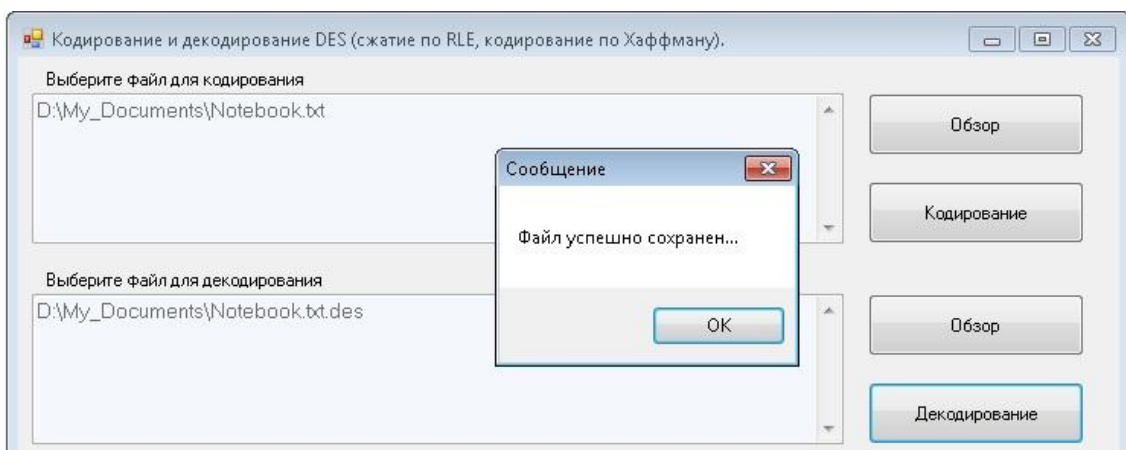 Кодирование и декодирование DES (сжатие по RLE, кодирование по Хаффману).
Выберите файл для кодирования
D:\My_Documents\Notebook.txt
Обзор
Сообщение
Кодирование
Файл успешно сохранен...
Выберите файл для декодирования
D:\My_Documents\Notebook.txt.des
OK
Обзор
Декодирование